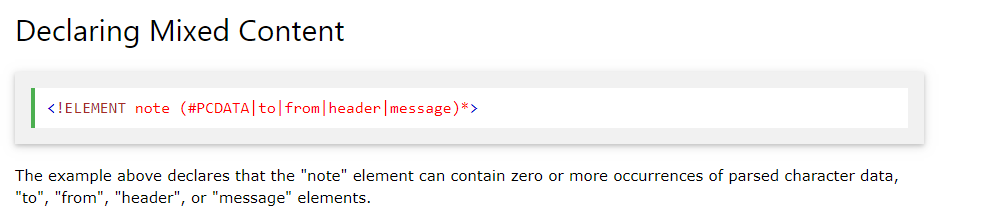 Declaring Mixed Content
<!ELEMENT note (#PCDATA|to|from|header|message)*>
The example above declares that the "note" element can contain zero or more occurrences of parsed character data,
"to", "from", "header", or "message" elements.